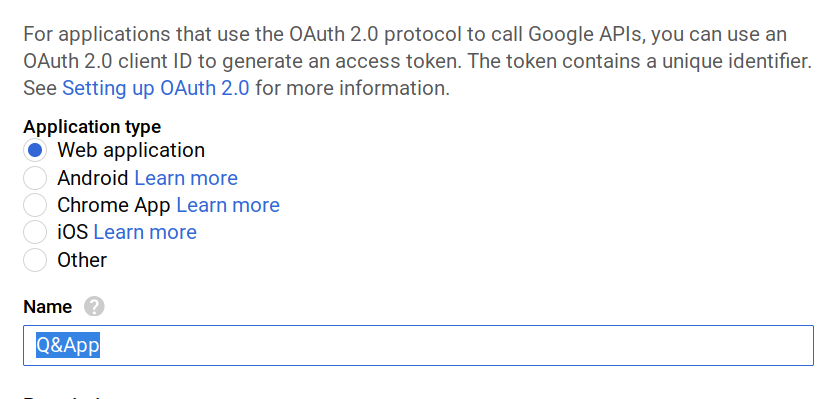 For applications that use the OAuth 2.0 protocol to call Google APIs, you can use an
OAuth 2.0 client ID to generate an access token. The token contains a unique identifier.
See Setting up OAuth 2.0 for more information.
Application type
Web application
Android Learn more
Chrome App Learn more
iOS Learn more
Other
Name ?
Q&App